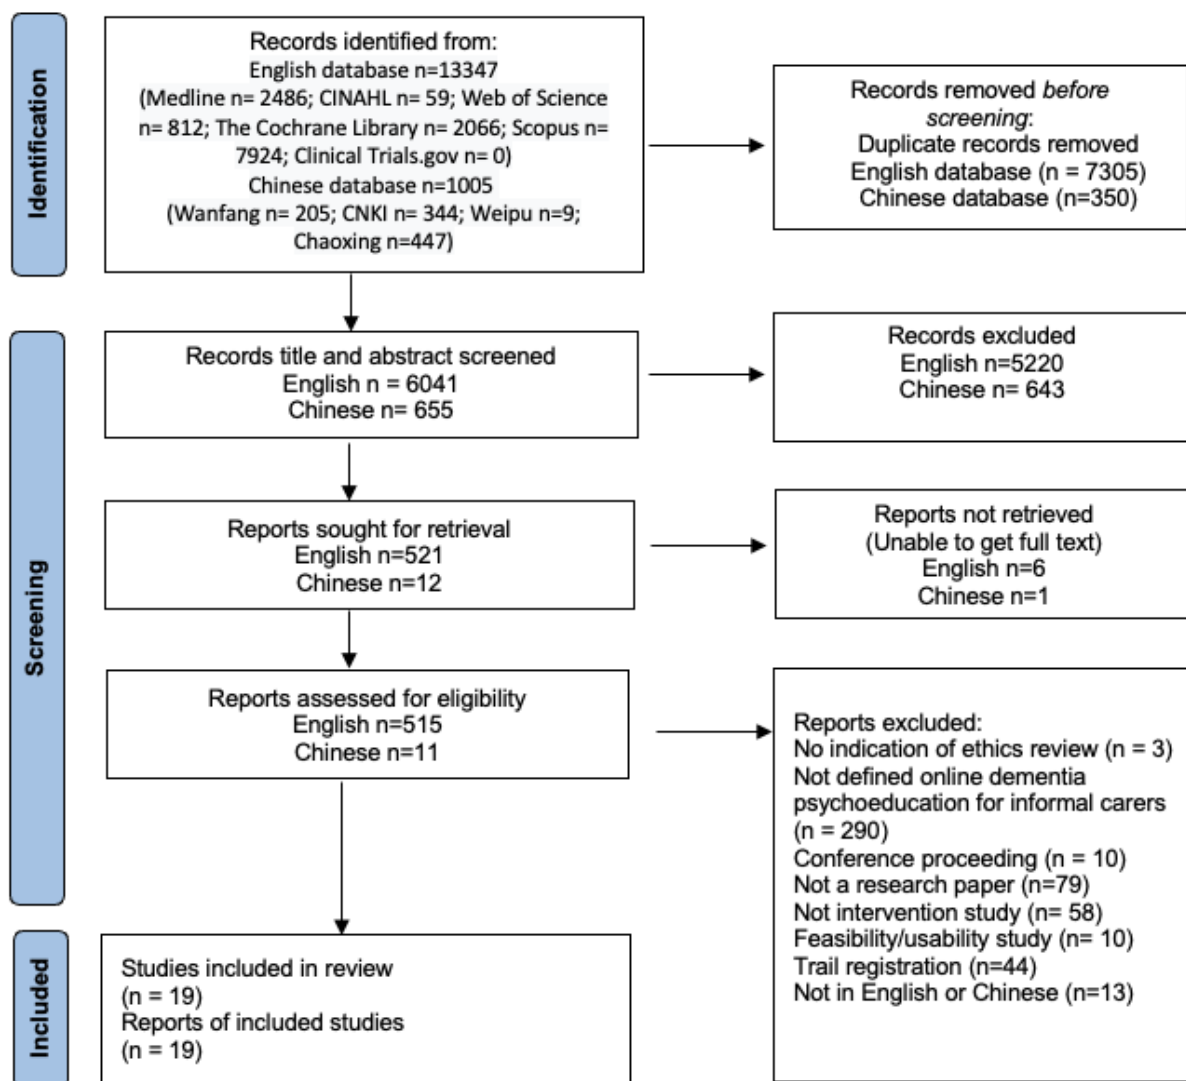 Identification
Records identified from:
English database n=13347
(Medline n= 2486; CINAHL n= 59; Web of Science
n= 812; The Cochrane Library n= 2066; Scopus n=
7924; Clinical Trials.gov n= 0)
Chinese database n=1005
(Wanfang n= 205; CNKI n= 344; Weipu n=9;
Chaoxing n=447)
Records removed before
screening:
Duplicate records removed
English database (n = 7305)
Chinese database (n=350)
Screening
Records title and abstract screened
English n = 6041
Chinese n= 655
Records excluded
English n=5220
Chinese n= 643
Reports sought for retrieval
English n=521
Chinese n=12
Reports not retrieved
(Unable to get full text)
English n=6
Chinese n=1
Reports assessed for eligibility
English n=515
Chinese n=11
Reports excluded:
No indication of ethics review (n = 3)
Not defined online dementia
psychoeducation for informal carers
(n = 290)
Conference proceeding (n = 10)
Not a research paper (n=79)
Not intervention study (n= 58)
Feasibility/usability study (n= 10)
Trail registration (n=44)
Not in English or Chinese (n=13)
Included
Studies included in review
(n = 19)
Reports of included studies
(n = 19)